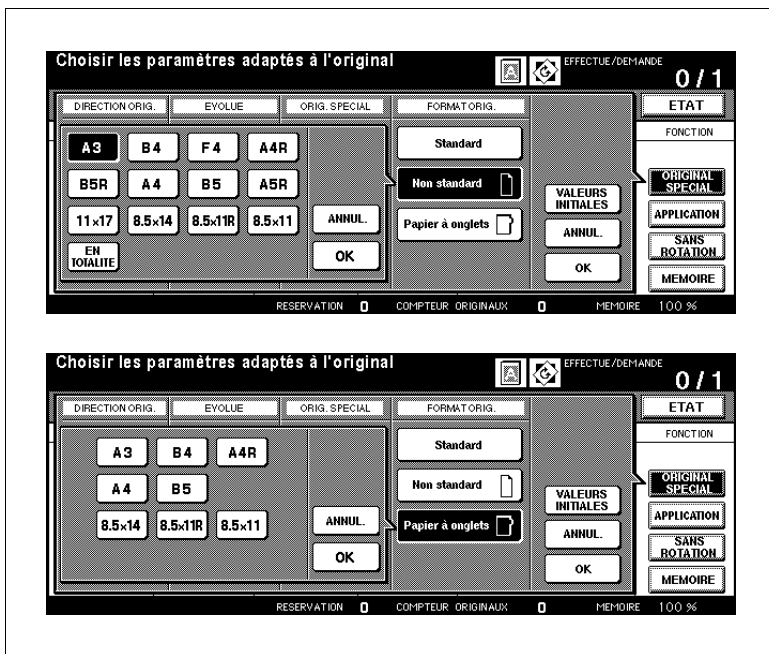 Choisir les paramètres adaptés à l'original
EFFECTUE/DEMANDE
0 / 1
DIRECTION ORIG. EVOLUE ORIG. SPECIAL FORMAT ORIG. ETAT
FONCTION
A3 B4 F4 A4R Standard
B5R A4 B5 A5R Non standard
ORIGINAL SPECIAL
VALEURS INITIALES
11×17 8.5×14 8.5×11R 8.5×11 ANNUL. Papier à onglets
APPLICATION
ANNUL.
SANS ROTATION
EN TOTALITE OK
OK
MEMOIRE
RESERVATION 0 COMPTEUR ORIGINAUX 0 MEMOIRE 100 %
Choisir les paramètres adaptés à l'original
EFFECTUE/DEMANDE
0 / 1
DIRECTION ORIG. EVOLUE ORIG. SPECIAL FORMAT ORIG. ETAT
FONCTION
A3 B4 A4R Standard
A4 B5 Non standard
ORIGINAL SPECIAL
VALEURS INITIALES
8.5×14 8.5×11R 8.5×11 ANNUL. Papier à onglets
APPLICATION
ANNUL.
SANS ROTATION
OK
OK
MEMOIRE
RESERVATION 0 COMPTEUR ORIGINAUX 0 MEMOIRE 100 %